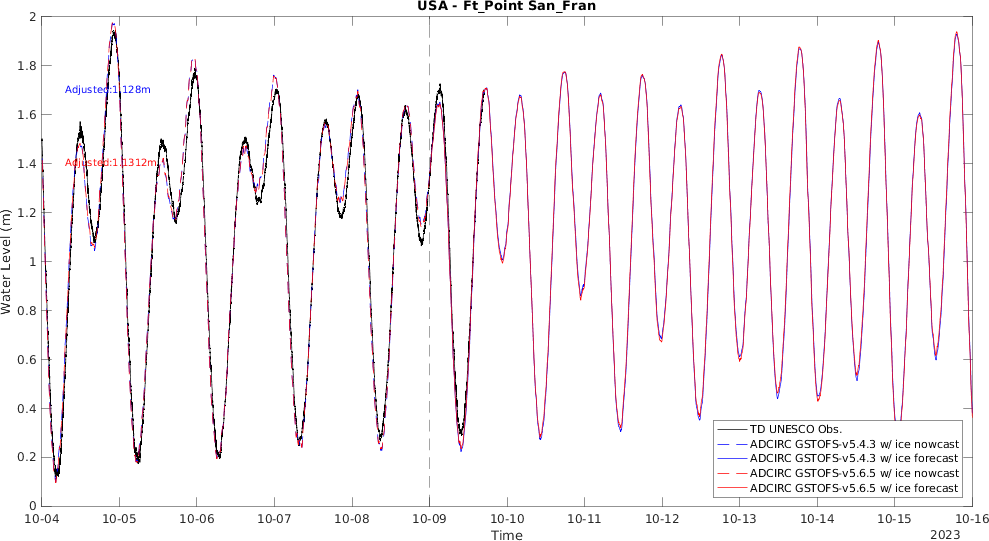 USA - Ft_Point San_Fran
2
1.8
1.6
1.4
1.2
1
0.8
0.6
0.4
0.2
0
Water Level (m)
Adjusted:1.128m
Adjusted:1.1312m
TD UNESCO Obs.
ADCIRC GSTOFS-v5.4.3 w/ ice nowcast
ADCIRC GSTOFS-v5.4.3 w/ ice forecast
ADCIRC GSTOFS-v5.6.5 w/ ice nowcast
ADCIRC GSTOFS-v5.6.5 w/ ice forecast
10-04 10-05 10-06 10-07 10-08 10-09 10-10 10-11 10-12 10-13 10-14 10-15 10-16
Time
2023